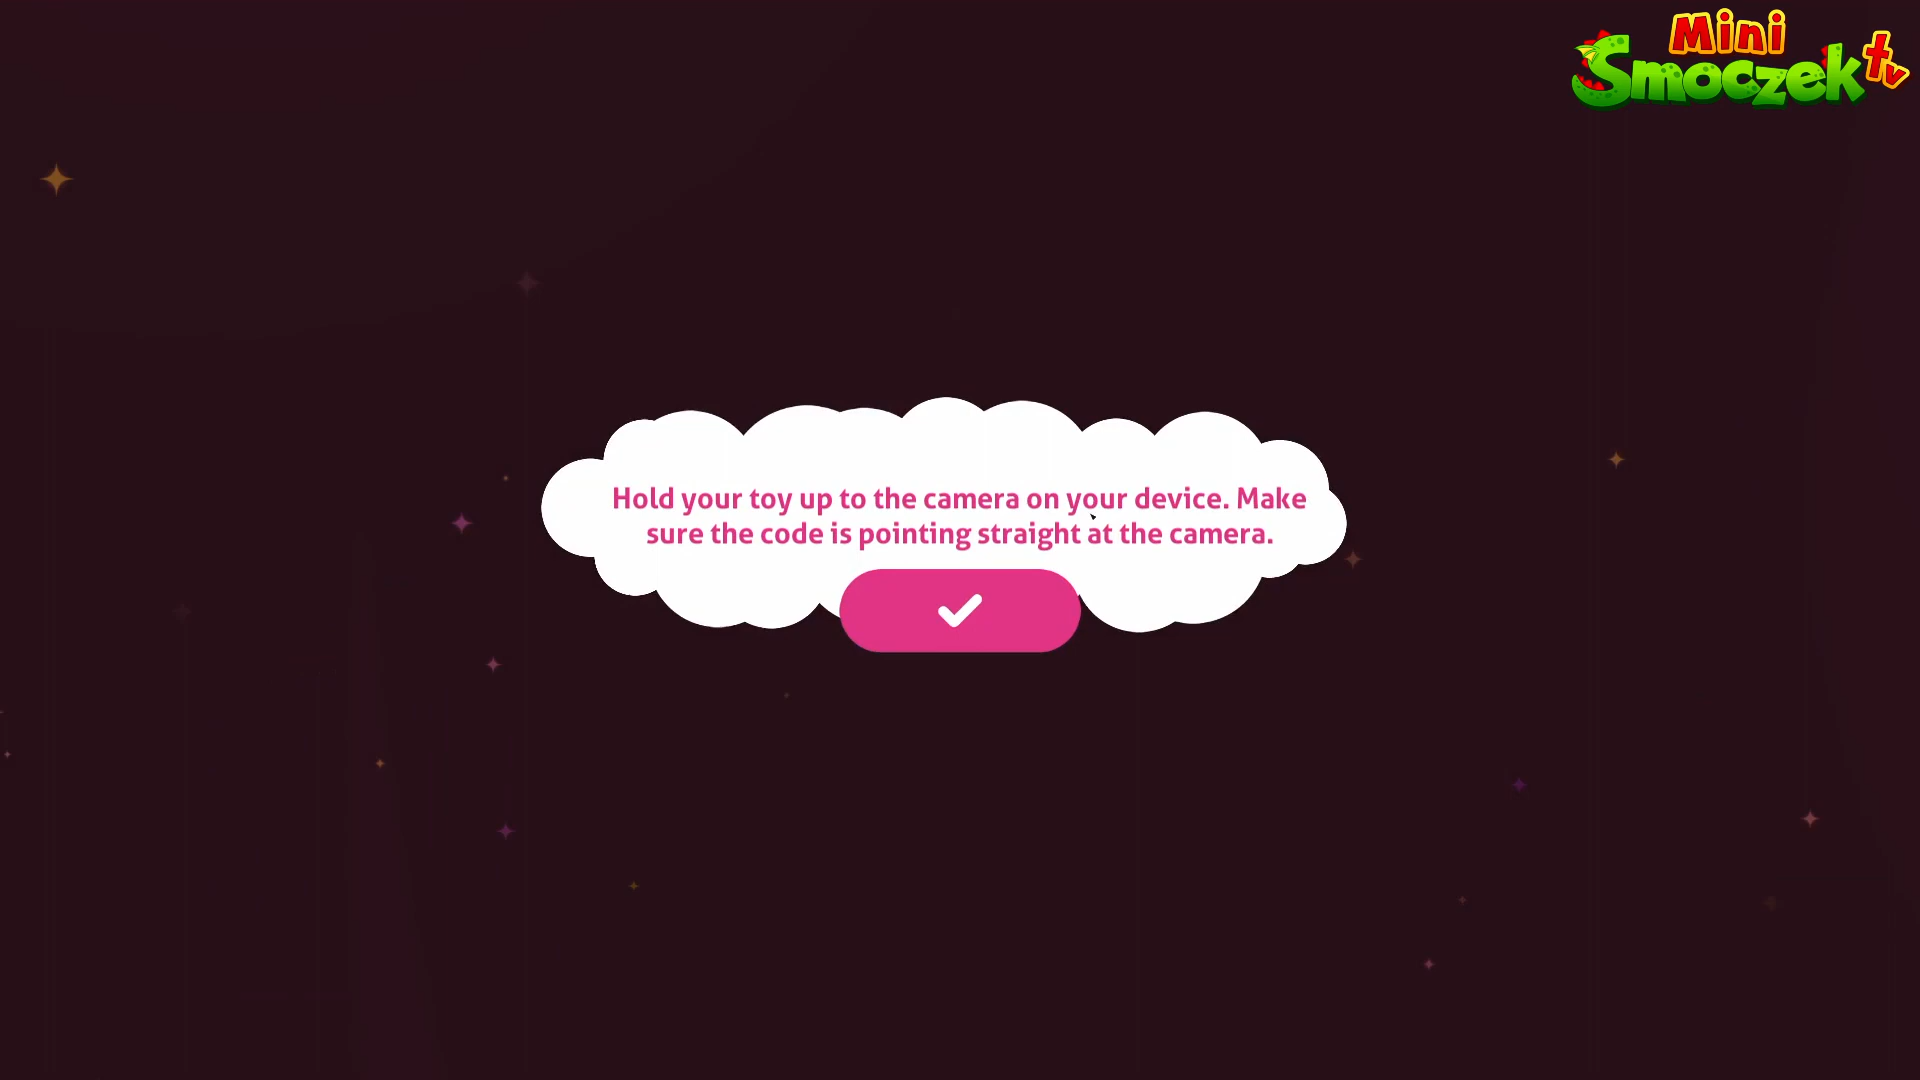 Mini
Smoczek tv
Hold your toy up to the camera on your device. Make
sure the code is pointing straight at the camera.